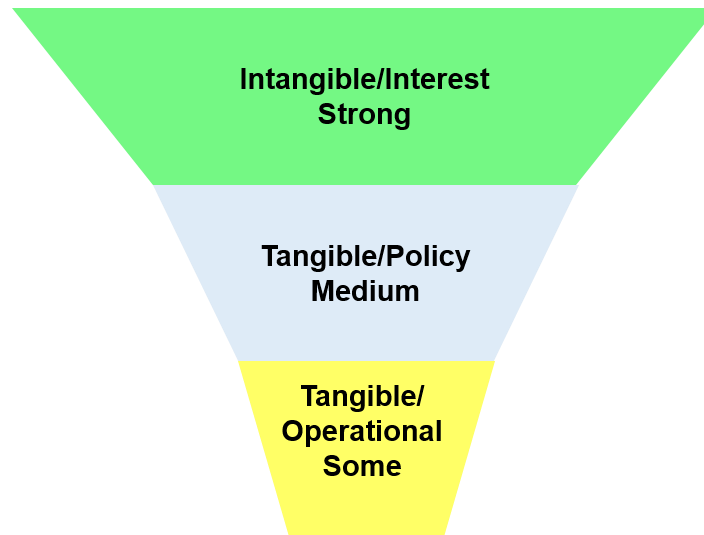 Intangible/Interest
Strong
Tangible/Policy
Medium
Tangible/
Operational
Some